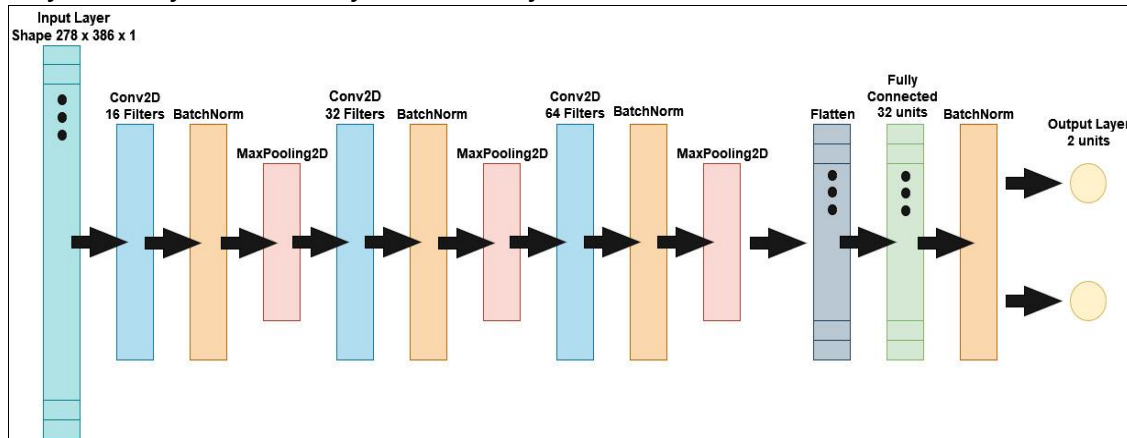 Input Layer
Shape 278 x 386 x 1
Conv2D
16 Filters
BatchNorm
MaxPooling2D
Conv2D
32 Filters
BatchNorm
MaxPooling2D
Conv2D
64 Filters
BatchNorm
MaxPooling2D
Flatten
Fully
Connected
32 units
BatchNorm
Output Layer
2 units